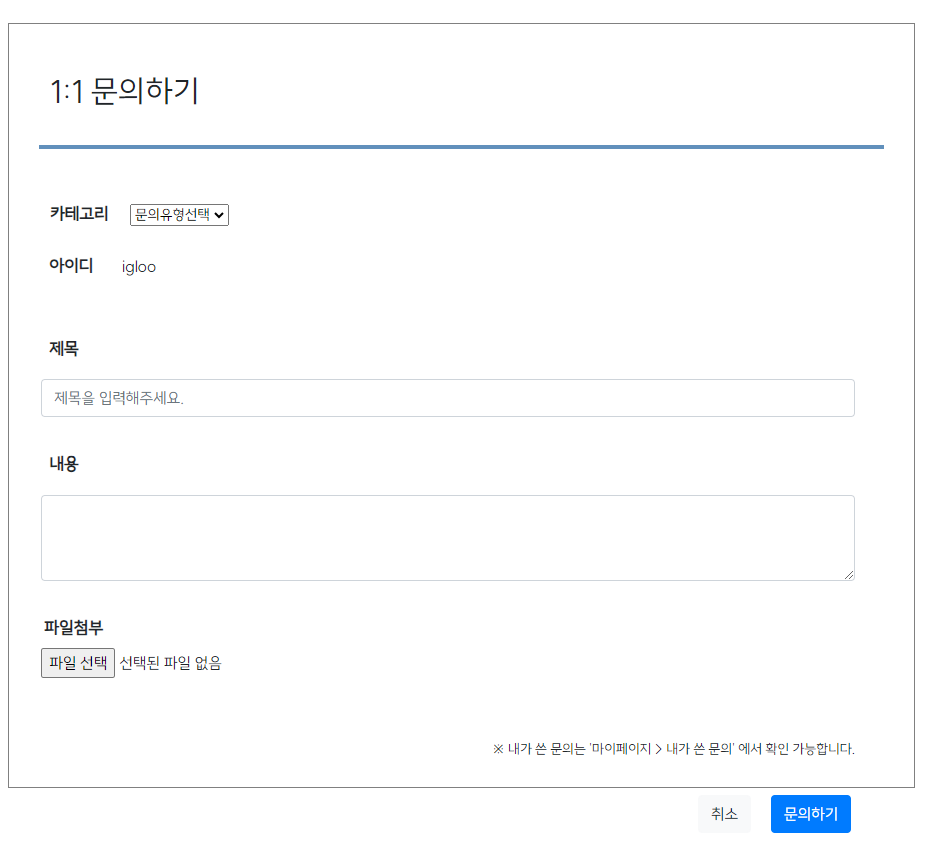 1:1 문의하기
카테고리 문의유형선택
아이디 igloo
제목
제목을 입력해주세요.
내용
파일첨부
파일 선택 선택된 파일 없음
※ 내가 쓴 문의는 '마이페이지 > 내가 쓴 문의' 에서 확인 가능합니다.
취소 문의하기